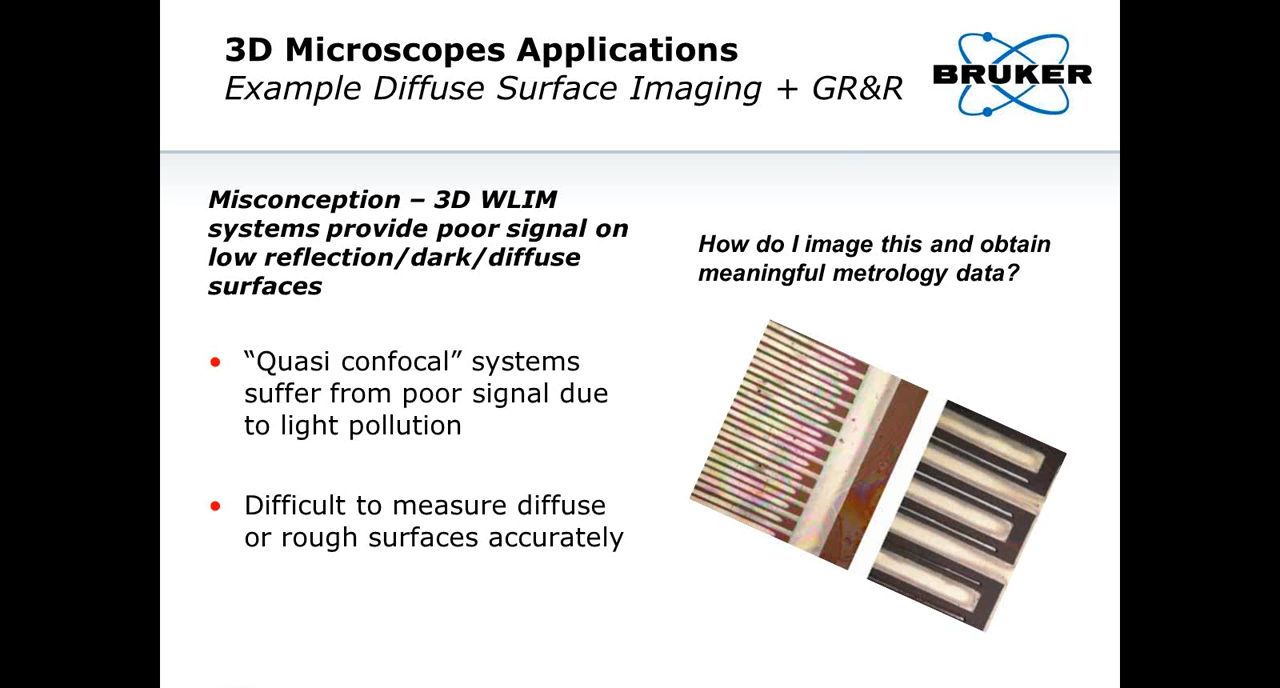 3D Microscopes Applications
Example Diffuse Surface Imaging + GR&R
BRUKER
Misconception – 3D WLIM
systems provide poor signal on
low reflection/dark/diffuse
surfaces
• “Quasi confocal” systems
suffer from poor signal due
to light pollution
• Difficult to measure diffuse
or rough surfaces accurately
How do I image this and obtain
meaningful metrology data?